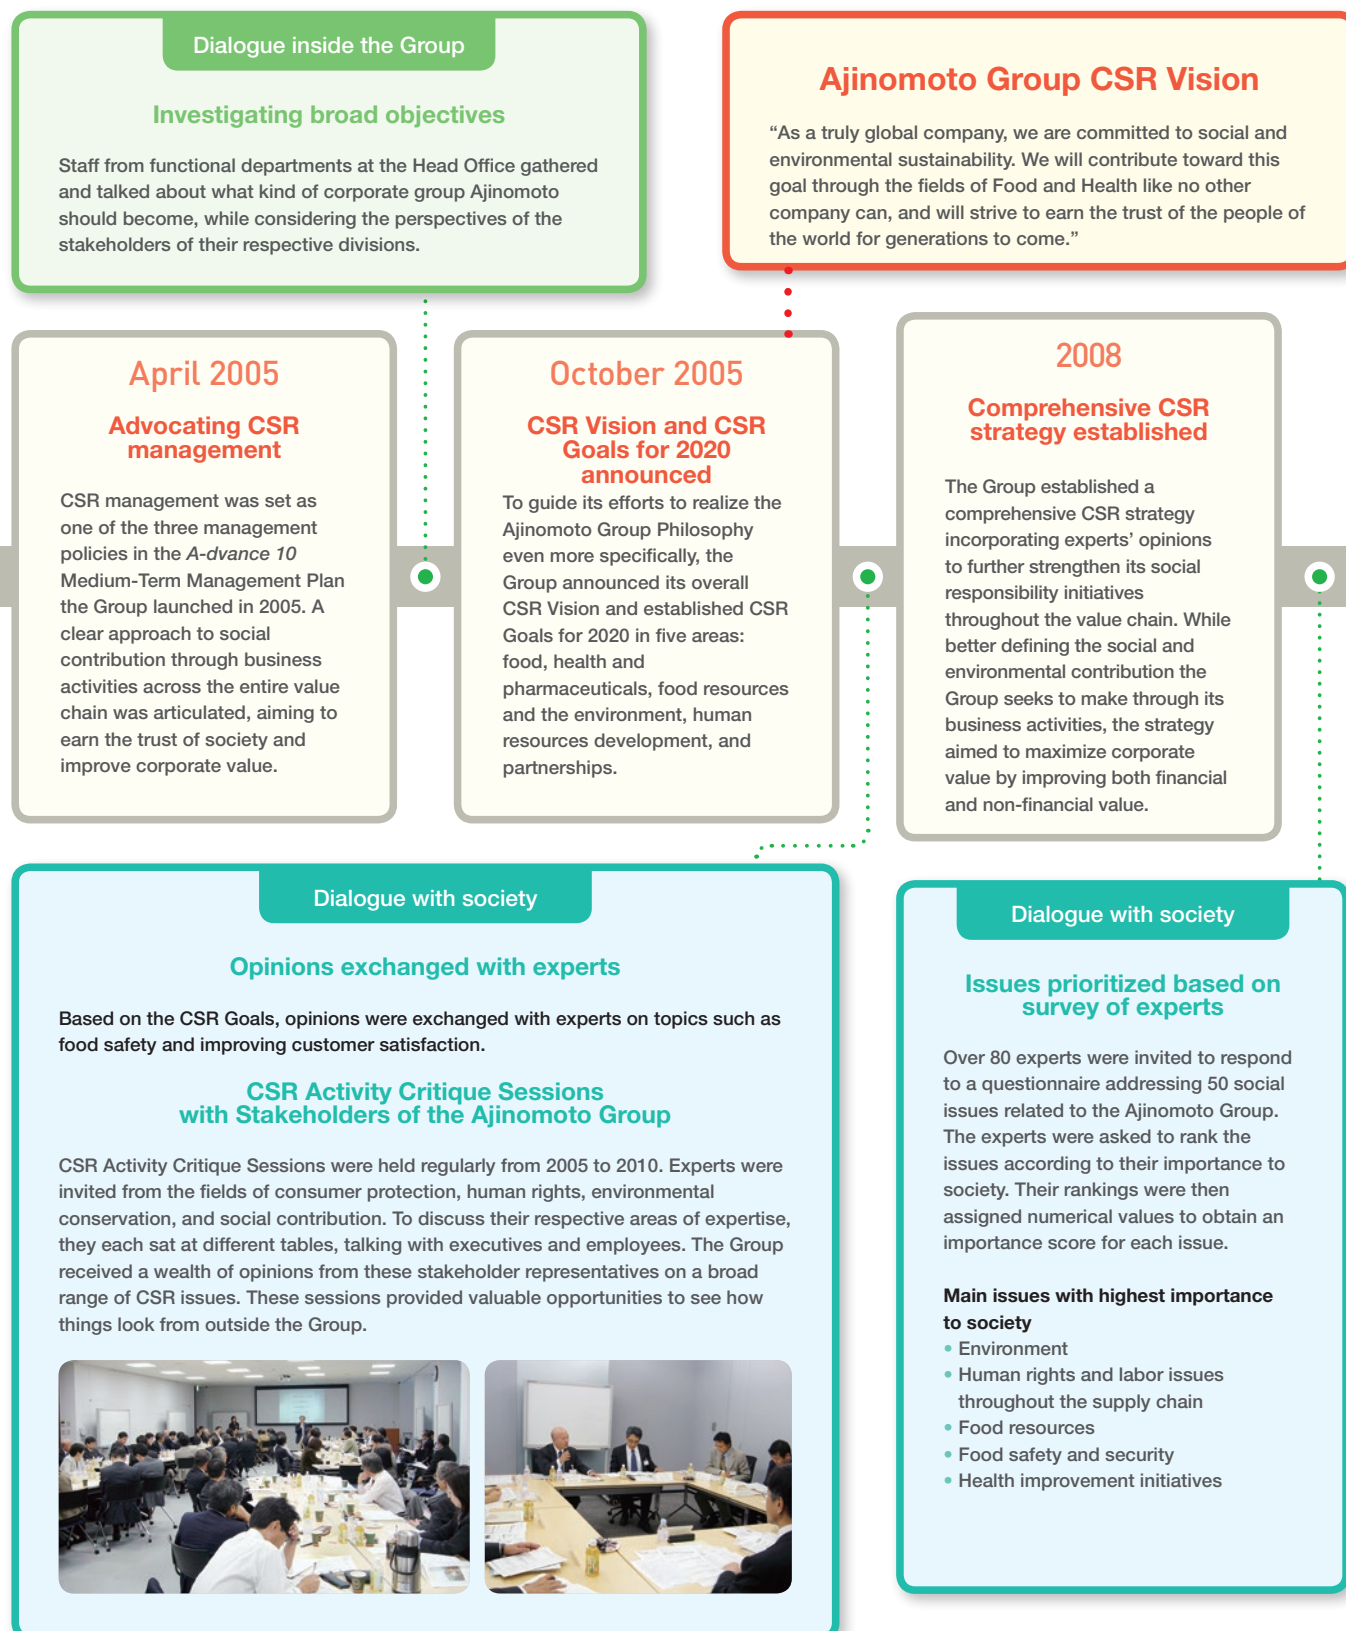 Dialogue inside the Group
Investigating broad objectives
Staff from functional departments at the Head Office gathered
and talked about what kind of corporate group Ajinomoto
should become, while considering the perspectives of the
stakeholders of their respective divisions.
Ajinomoto Group CSR Vision
“As a truly global company, we are committed to social and
environmental sustainability. We will contribute toward this
goal through the fields of Food and Health like no other
company can, and will strive to earn the trust of the people of
the world for generations to come.”
April 2005
Advocating CSR
management
CSR management was set as
one of the three management
policies in the A-dvance 10
Medium-Term Management Plan
the Group launched in 2005. A
clear approach to social
contribution through business
activities across the entire value
chain was articulated, aiming to
earn the trust of society and
improve corporate value.
October 2005
CSR Vision and CSR
Goals for 2020
announced
To guide its efforts to realize the
Ajinomoto Group Philosophy
even more specifically, the
Group announced its overall
CSR Vision and established CSR
Goals for 2020 in five areas:
food, health and
pharmaceuticals, food resources
and the environment, human
resources development, and
partnerships.
2008
Comprehensive CSR
strategy established
The Group established a
comprehensive CSR strategy
incorporating experts’ opinions
to further strengthen its social
responsibility initiatives
throughout the value chain. While
better defining the social and
environmental contribution the
Group seeks to make through its
business activities, the strategy
aimed to maximize corporate
value by improving both financial
and non-financial value.
Dialogue with society
Opinions exchanged with experts
Based on the CSR Goals, opinions were exchanged with experts on topics such as
food safety and improving customer satisfaction.
CSR Activity Critique Sessions
with Stakeholders of the Ajinomoto Group
CSR Activity Critique Sessions were held regularly from 2005 to 2010. Experts were
invited from the fields of consumer protection, human rights, environmental
conservation, and social contribution. To discuss their respective areas of expertise,
they each sat at different tables, talking with executives and employees. The Group
received a wealth of opinions from these stakeholder representatives on a broad
range of CSR issues. These sessions provided valuable opportunities to see how
things look from outside the Group.
Dialogue with society
Issues prioritized based on
survey of experts
Over 80 experts were invited to respond
to a questionnaire addressing 50 social
issues related to the Ajinomoto Group.
The experts were asked to rank the
issues according to their importance to
society. Their rankings were then
assigned numerical values to obtain an
importance score for each issue.
Main issues with highest importance
to society
• Environment
• Human rights and labor issues
throughout the supply chain
• Food resources
• Food safety and security
• Health improvement initiatives